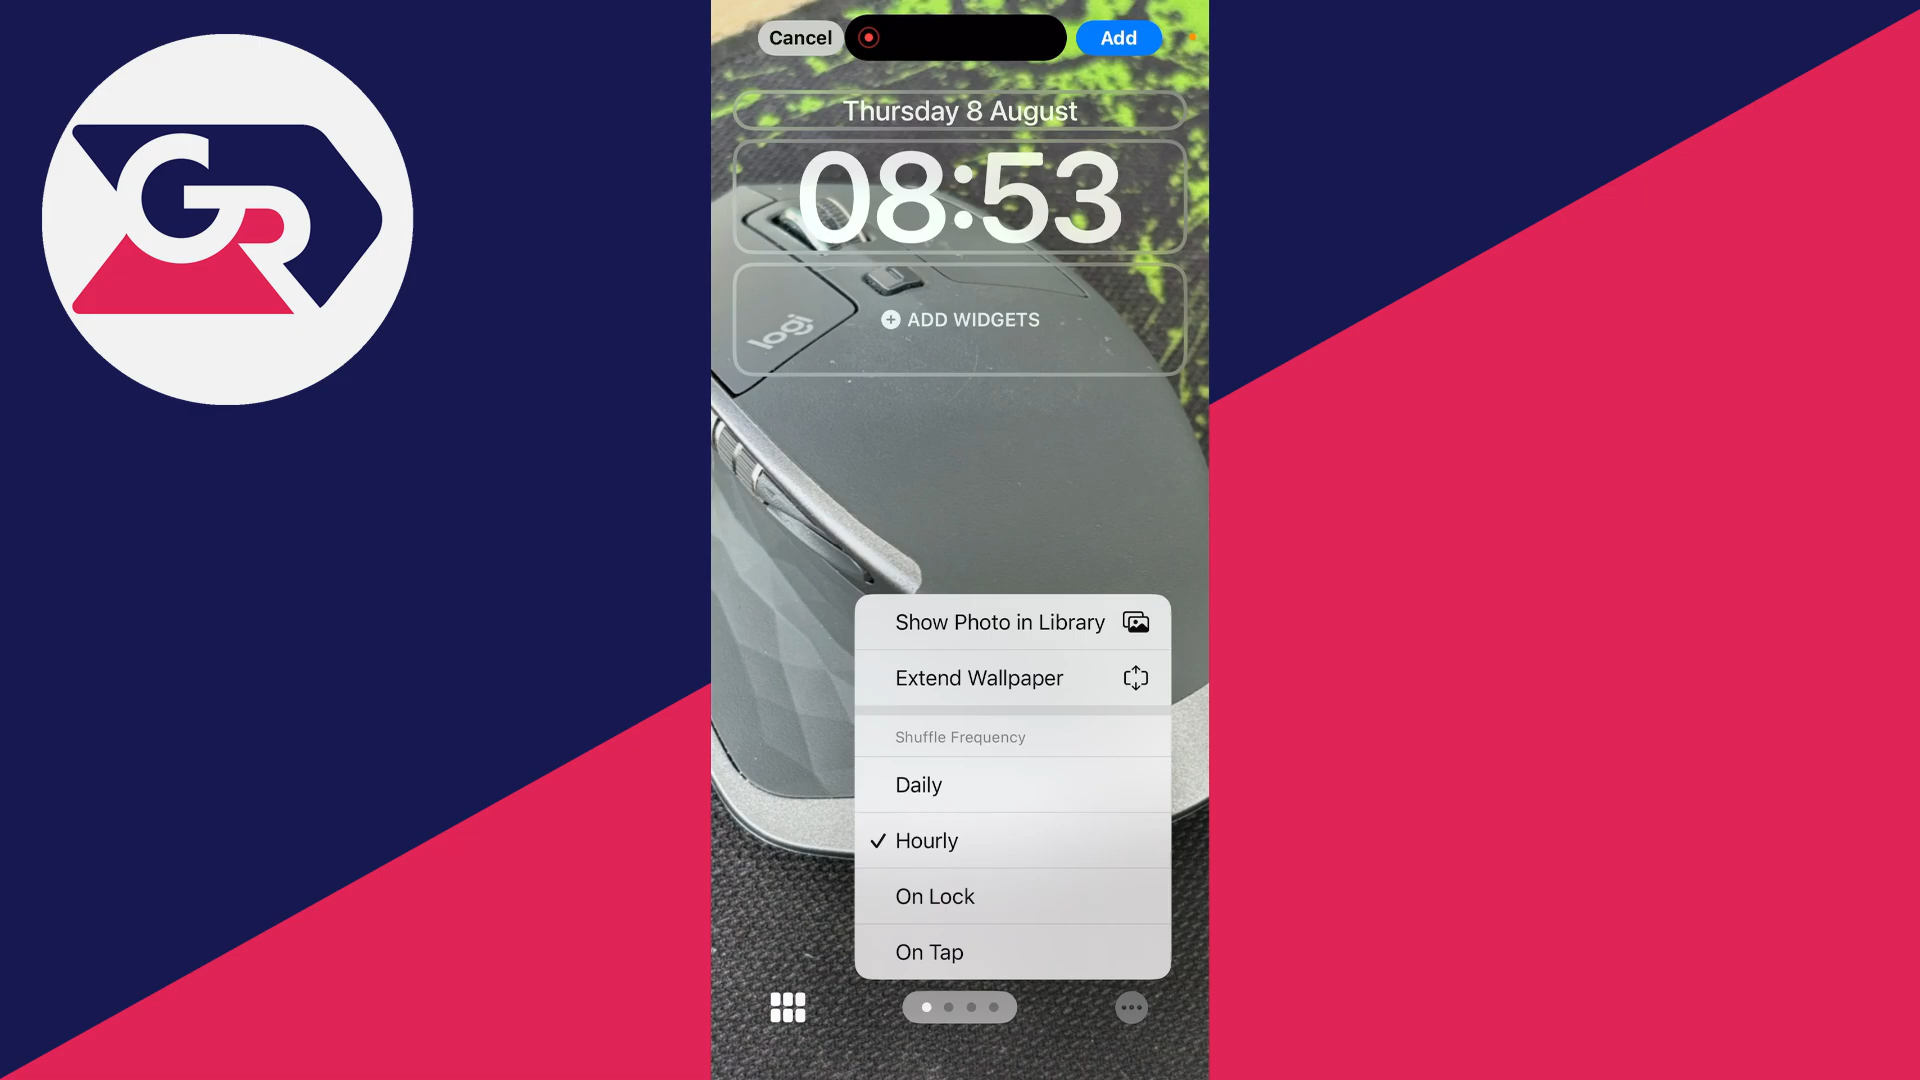 GR
Cancel
Add
Thursday 8 August
08:53
logi
ADD WIDGETS
Show Photo in Library
Extend Wallpaper
Shuffle Frequency
Daily
Hourly
On Lock
On Tap